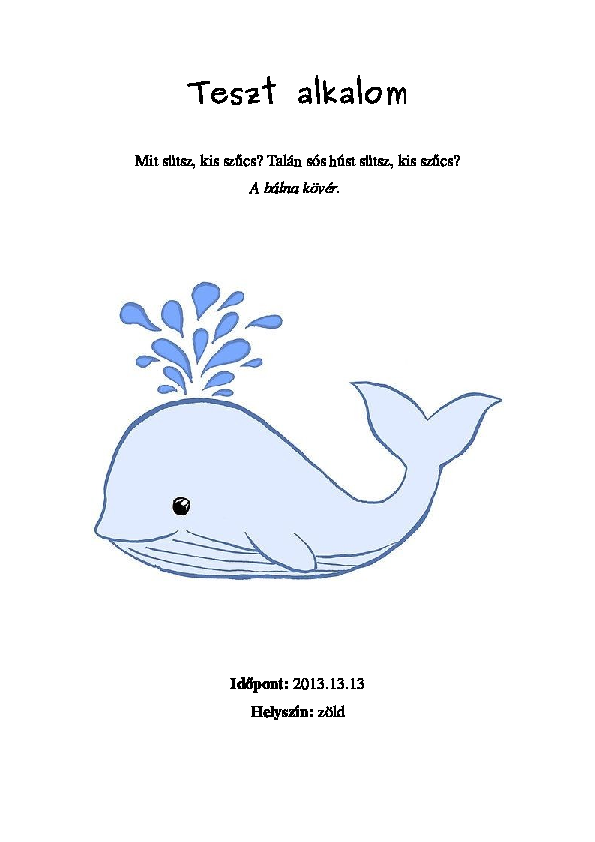 Teszt alkalom
Mit sütsz, kis szűcs? Talán sós húst sütsz, kis szűcs?
A bálna kövér.
Időpont: 2013.13.13
Helyszín: zöld